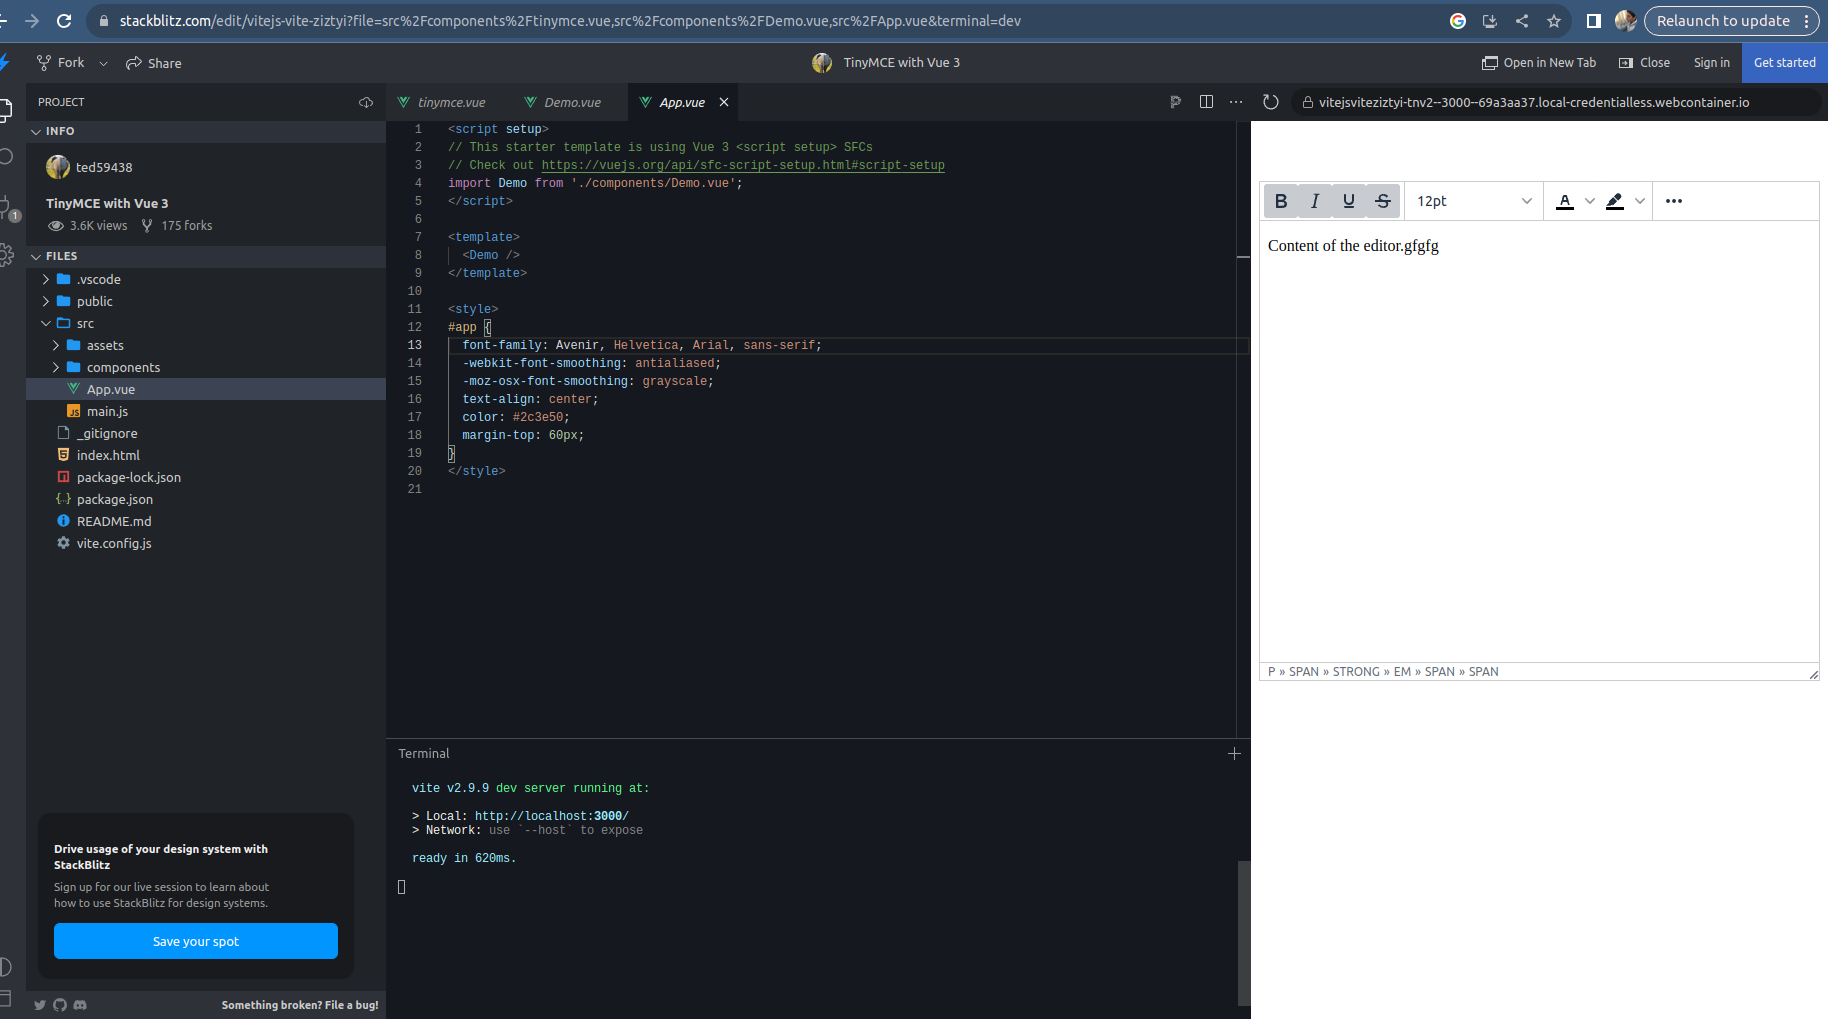 stackblitz.com/edit/vitejs-vite-ziztyi?file=src%2Fcomponents%2Ftinymce.vue,src%2Fcomponents%2FDemo.vue,src%2FApp.vue&terminal=dev
Relaunch to update
Fork
Share
TinyMCE with Vue 3
Open in New Tab
Close
Sign in
Get started
PROJECT
tinymce.vue
Demo.vue
App.vue
vitejsviteziztyi-tnv2--3000--69a3aa37.local-credentialless.webcontainer.io
INFO
ted59438
TinyMCE with Vue 3
3.6K views
175 forks
1
FILES
.vscode
public
src
assets
components
App.vue
main.js
_gitignore
index.html
package-lock.json
package.json
README.md
vite.config.js
1 <script setup>
2 // This starter template is using Vue 3 <script setup> SFCs
3 // Check out https://vuejs.org/api/sfc-script-setup.html#script-setup
4 import Demo from './components/Demo.vue';
5 </script>
6
7 <template>
8 <Demo />
9 </template>
10
11 <style>
12 #app {
13 font-family: Avenir, Helvetica, Arial, sans-serif;
14 -webkit-font-smoothing: antialiased;
15 -moz-osx-font-smoothing: grayscale;
16 text-align: center;
17 color: #2c3e50;
18 margin-top: 60px;
19 }
20 </style>
21
B I U S 12pt A
Content of the editor.gfgfg
P » SPAN » STRONG » EM » SPAN » SPAN
Terminal
vite v2.9.9 dev server running at:
> Local: http://localhost:3000/
> Network: use `--host` to expose
ready in 620ms.
Drive usage of your design system with
StackBlitz
Sign up for our live session to learn about
how to use StackBlitz for design systems.
Save your spot
Something broken? File a bug!